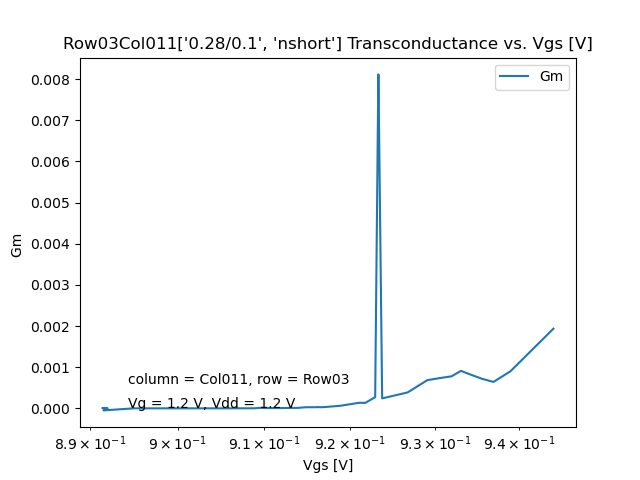 Row03Col011['0.28/0.1', 'nshort'] Transconductance vs. Vgs [V]
Gm
0.008
0.007
0.006
0.005
0.004
0.003
0.002
0.001
0.000
Gm
column = Col011, row = Row03
Vg = 1.2 V, Vdd = 1.2 V
8.9 × 10⁻¹ 9 × 10⁻¹ 9.1 × 10⁻¹ 9.2 × 10⁻¹ 9.3 × 10⁻¹ 9.4 × 10⁻¹
Vgs [V]